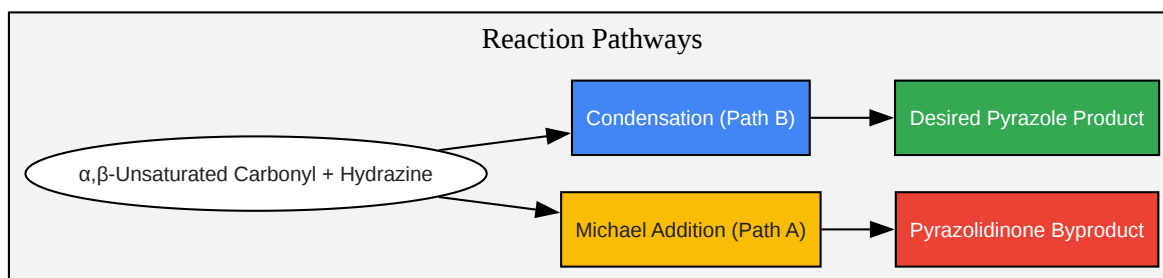 Reaction Pathways
Condensation (Path B)
Desired Pyrazole Product
α,β-Unsaturated Carbonyl + Hydrazine
Michael Addition (Path A)
Pyrazolidinone Byproduct